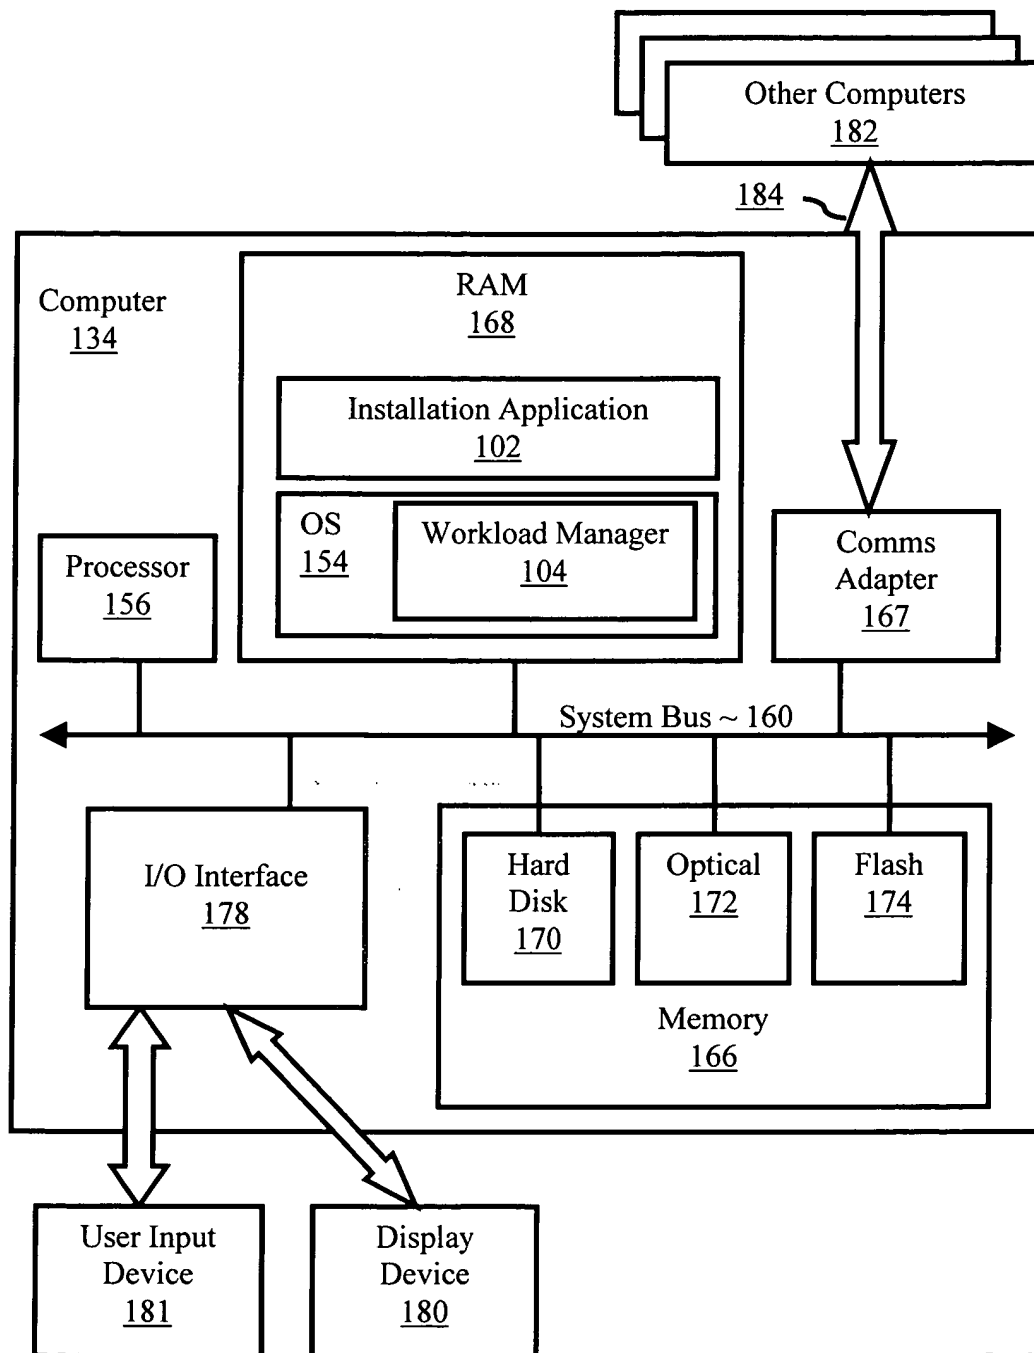 Other Computers
182
184
Computer
134
RAM
168
Installation Application
102
OS
154
Workload Manager
104
Processor
156
Comms
Adapter
167
System Bus ~ 160
I/O Interface
178
Hard
Disk
170
Optical
172
Flash
174
Memory
166
User Input
Device
181
Display
Device
180